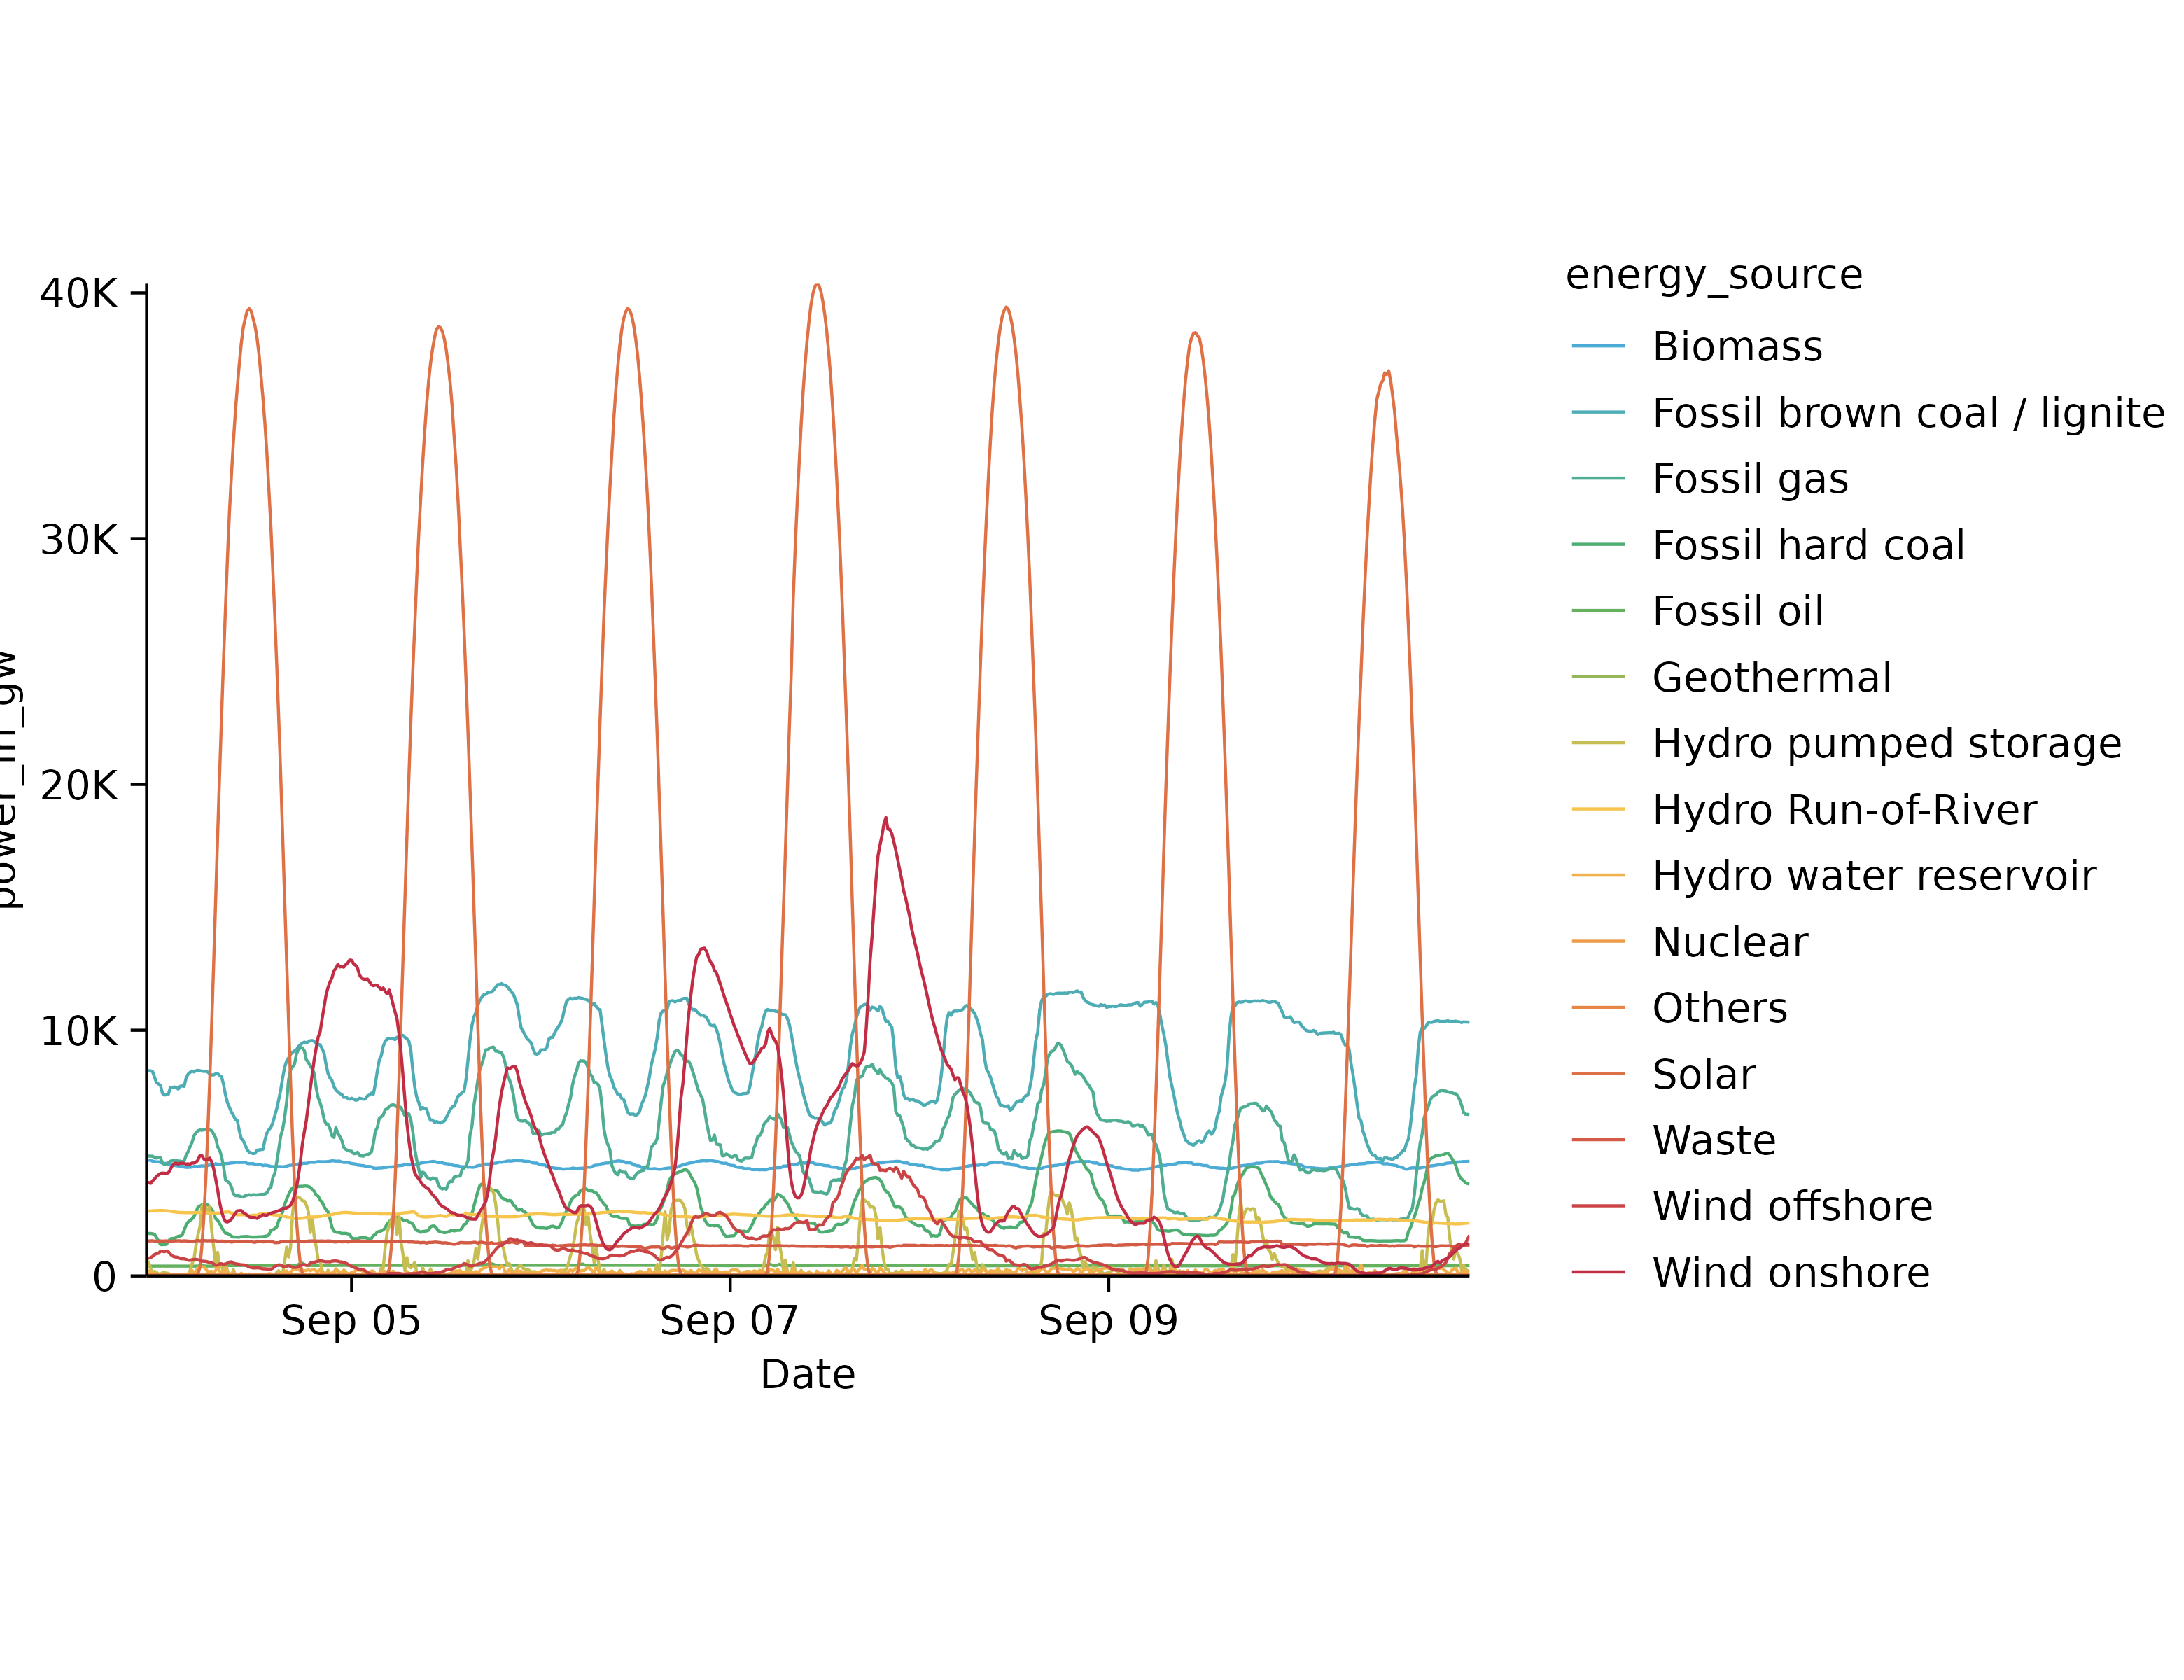 energy_source
Biomass
Fossil brown coal / lignite
Fossil gas
Fossil hard coal
Fossil oil
Geothermal
Hydro pumped storage
Hydro Run-of-River
Hydro water reservoir
Nuclear
Others
Solar
Waste
Wind offshore
Wind onshore
40K
30K
20K
10K
0
power_in_gw
Sep 05
Sep 07
Sep 09
Date